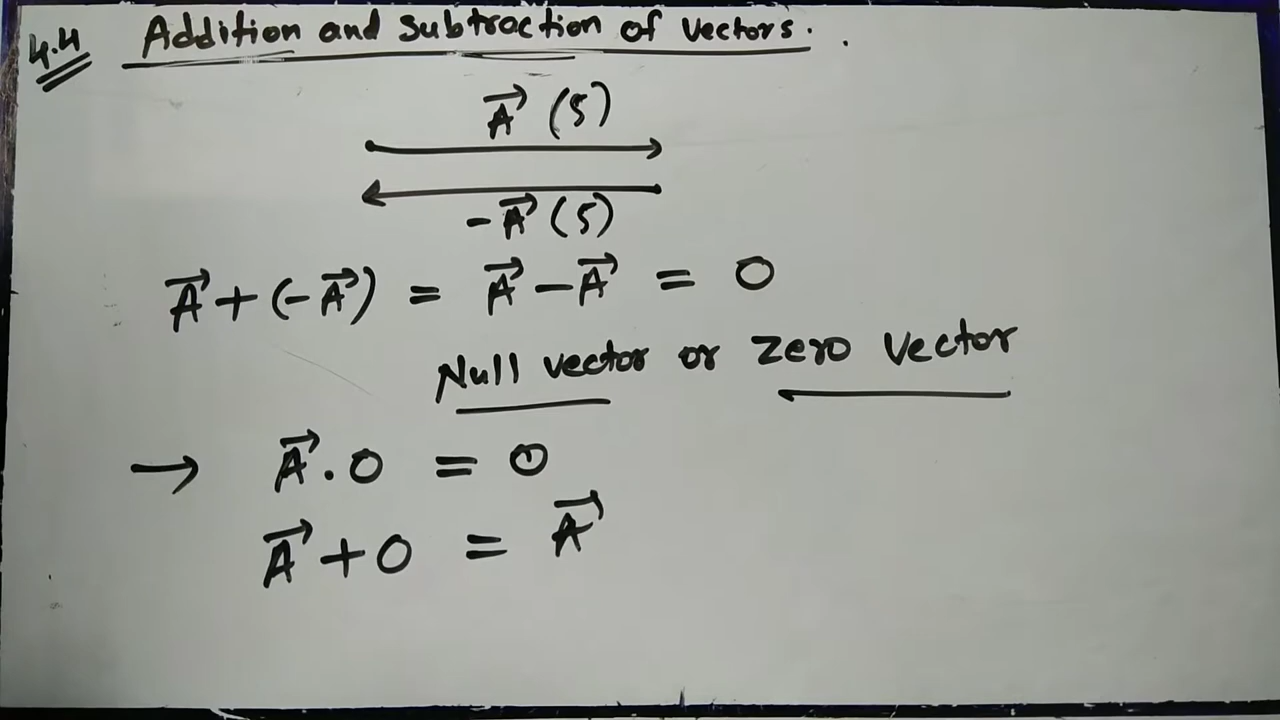 4.4 Addition and subtraction of vectors. .
A⃗ (5)
-A⃗ (5)
A⃗ + (-A⃗) = A⃗ - A⃗ = 0
Null vector or zero vector
→ A⃗ . 0 = 0
A⃗ + 0 = A⃗